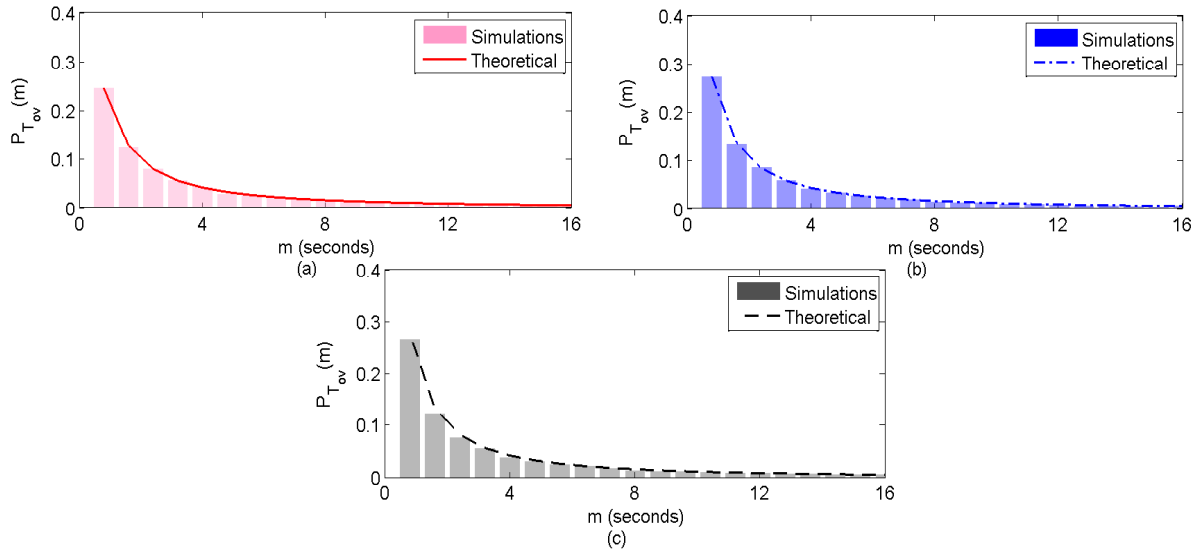 0.4
0.3
0.2
0.1
0
P_{T_{ov}} (m)
Simulations
Theoretical
0 4 8 12 16
m (seconds)
(a)
0.4
0.3
0.2
0.1
0
P_{T_{ov}} (m)
Simulations
Theoretical
0 4 8 12 16
m (seconds)
(b)
0.4
0.3
0.2
0.1
0
P_{T_{ov}} (m)
Simulations
Theoretical
0 4 8 12 16
m (seconds)
(c)